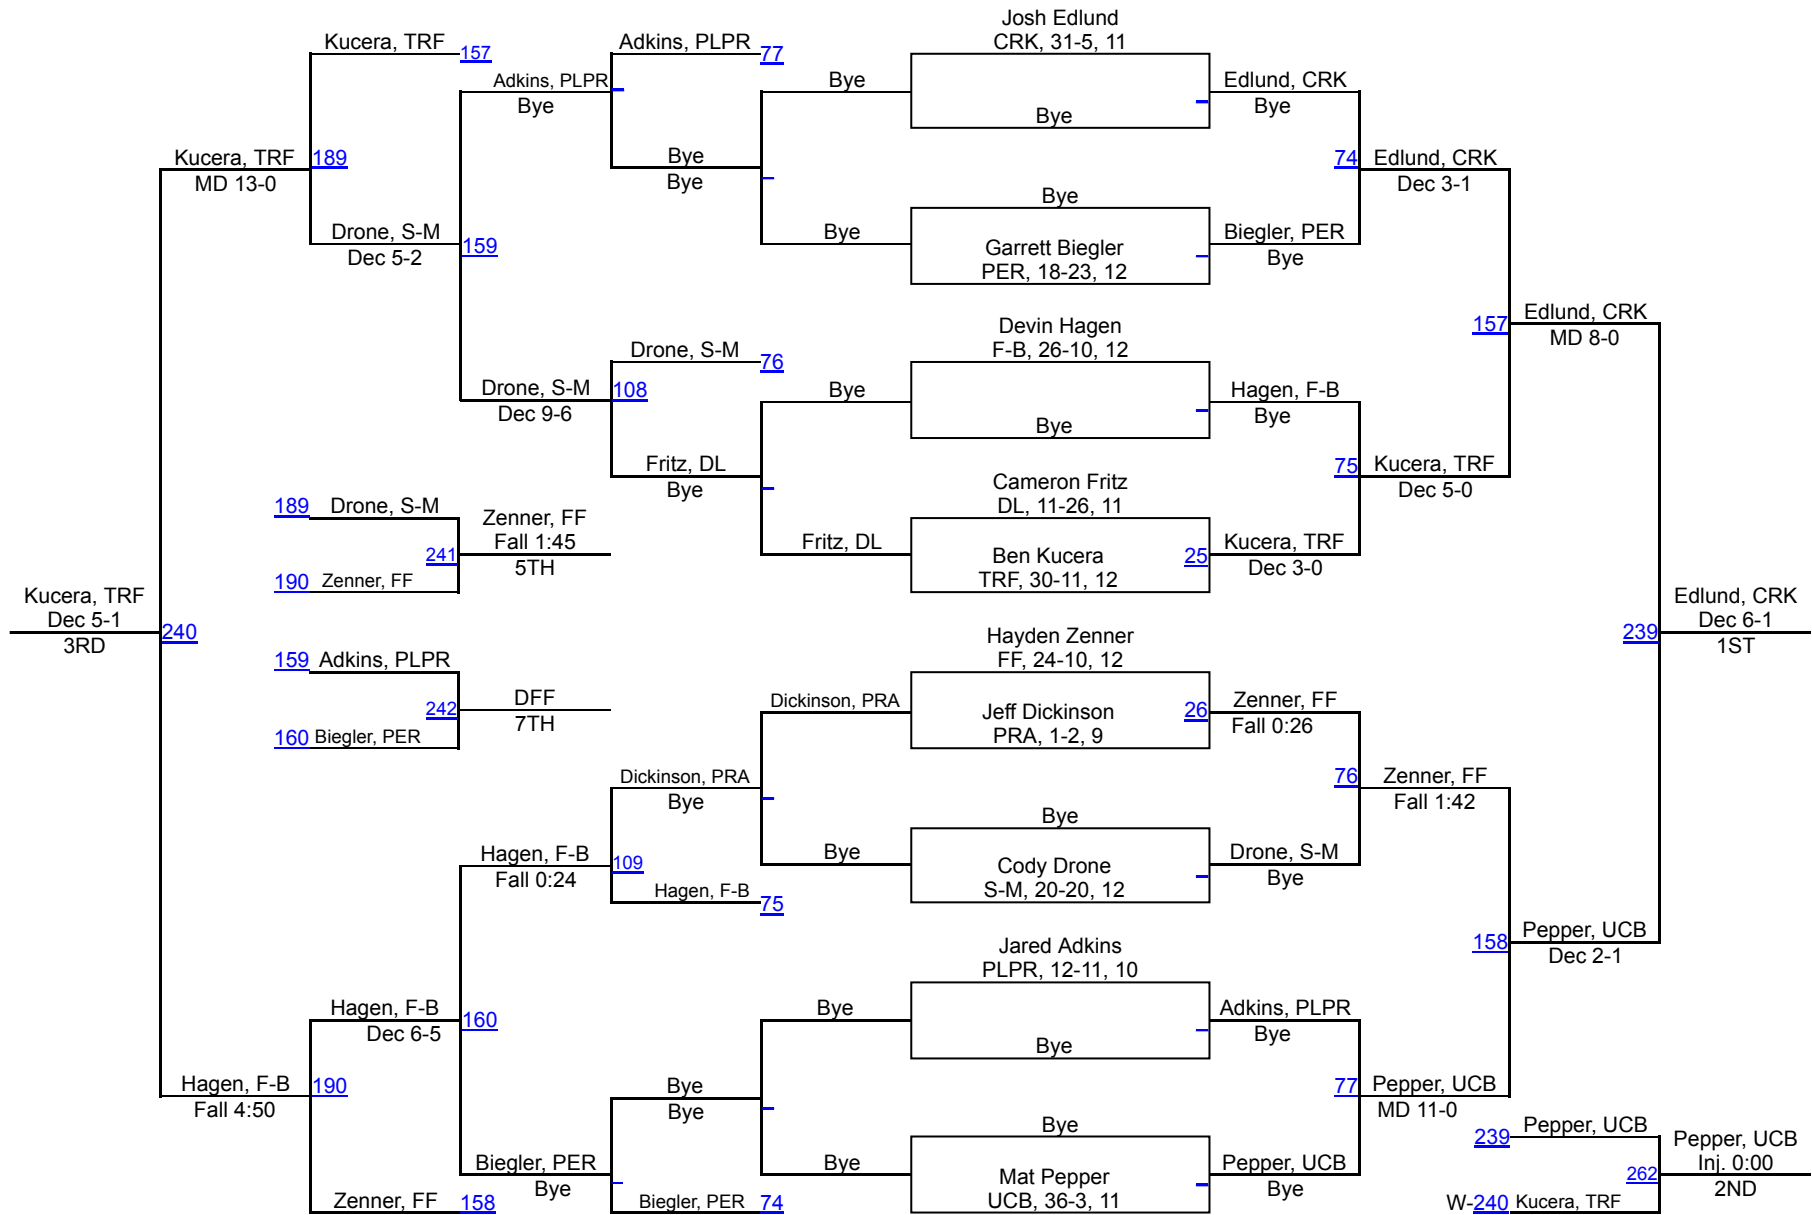 Josh Edlund
Kucera, TRF
157
Adkins, PLPR
77
CRK, 31-5, 11
Adkins, PLPR
Bye
Bye
Edlund, CRK
Bye
Bye
Kucera, TRF
189
MD 13-0
Bye
Bye
74
Edlund, CRK
Dec 3-1
Bye
Drone, S-M
159
Dec 5-2
Bye
Garrett Biegler
PER, 18-23, 12
Biegler, PER
Bye
Devin Hagen
F-B, 26-10, 12
157
Edlund, CRK
MD 8-0
Drone, S-M
76
Drone, S-M
108
Dec 9-6
Bye
Bye
Hagen, F-B
Bye
Fritz, DL
Bye
75
Kucera, TRF
Dec 5-0
Cameron Fritz
DL, 11-26, 11
189
Drone, S-M
Zenner, FF
Fall 1:45
5TH
241
190
Zenner, FF
Fritz, DL
Ben Kucera
TRF, 30-11, 12
25
Kucera, TRF
Dec 3-0
Kucera, TRF
Dec 5-1
3RD
240
239
Edlund, CRK
Dec 6-1
1ST
Hayden Zenner
FF, 24-10, 12
159
Adkins, PLPR
242
DFF
7TH
160
Biegler, PER
Dickinson, PRA
Jeff Dickinson
PRA, 1-2, 9
26
Zenner, FF
Fall 0:26
Dickinson, PRA
Bye
76
Zenner, FF
Fall 1:42
Bye
Hagen, F-B
109
Fall 0:24
Bye
Cody Drone
S-M, 20-20, 12
Drone, S-M
Bye
Hagen, F-B
75
Jared Adkins
PLPR, 12-11, 10
158
Pepper, UCB
Dec 2-1
Hagen, F-B
160
Dec 6-5
Bye
Bye
Adkins, PLPR
Bye
Hagen, F-B
190
Fall 4:50
Bye
Bye
77
Pepper, UCB
MD 11-0
Bye
Biegler, PER
Bye
Bye
Mat Pepper
UCB, 36-3, 11
Pepper, UCB
Bye
Zenner, FF
158
Biegler, PER
74
239
Pepper, UCB
262
Pepper, UCB
Inj. 0:00
2ND
W-240
Kucera, TRF